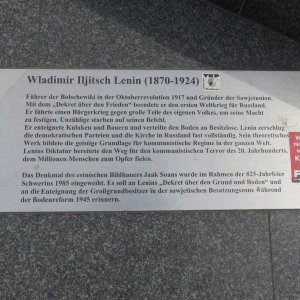 Wladimir Iljitsch Lenin (1870-1924)
TKP
Führer der Bolschewiki in der Oktoberrevolution 1917 und Gründer der Sowjetunion.
Mit dem „Dekret über den Frieden" beendete er den ersten Weltkrieg für Russland.
Er führte einen Bürgerkrieg gegen große Teile des eigenen Volkes, um seine Macht
zu festigen. Unzählige starben auf seinen Befehl.
Er enteignete Kulaken und Bauern und verteilte den Boden an Besitzlose. Lenin zerschlug
die demokratischen Parteien und die Kirche in Russland fast vollständig. Sein theoretisches
Werk bildete die geistige Grundlage für kommunistische Regime in der ganzen Welt.
Lenins Diktatur bereitete den Weg für den kommunistischen Terror des 20. Jahrhunderts,
dem Millionen Menschen zum Opfer fielen.
Das Denkmal des estnischen Bildhauers Jaak Soans wurde im Rahmen der 825-Jahrfeier
Schwerins 1985 eingeweiht. Es soll an Lenins „Dekret über den Grund und Boden" und
an die Enteignung der Großgrundbesitzer in der sowjetischen Besatzungszone während
der Bodenreform 1945 erinnern.